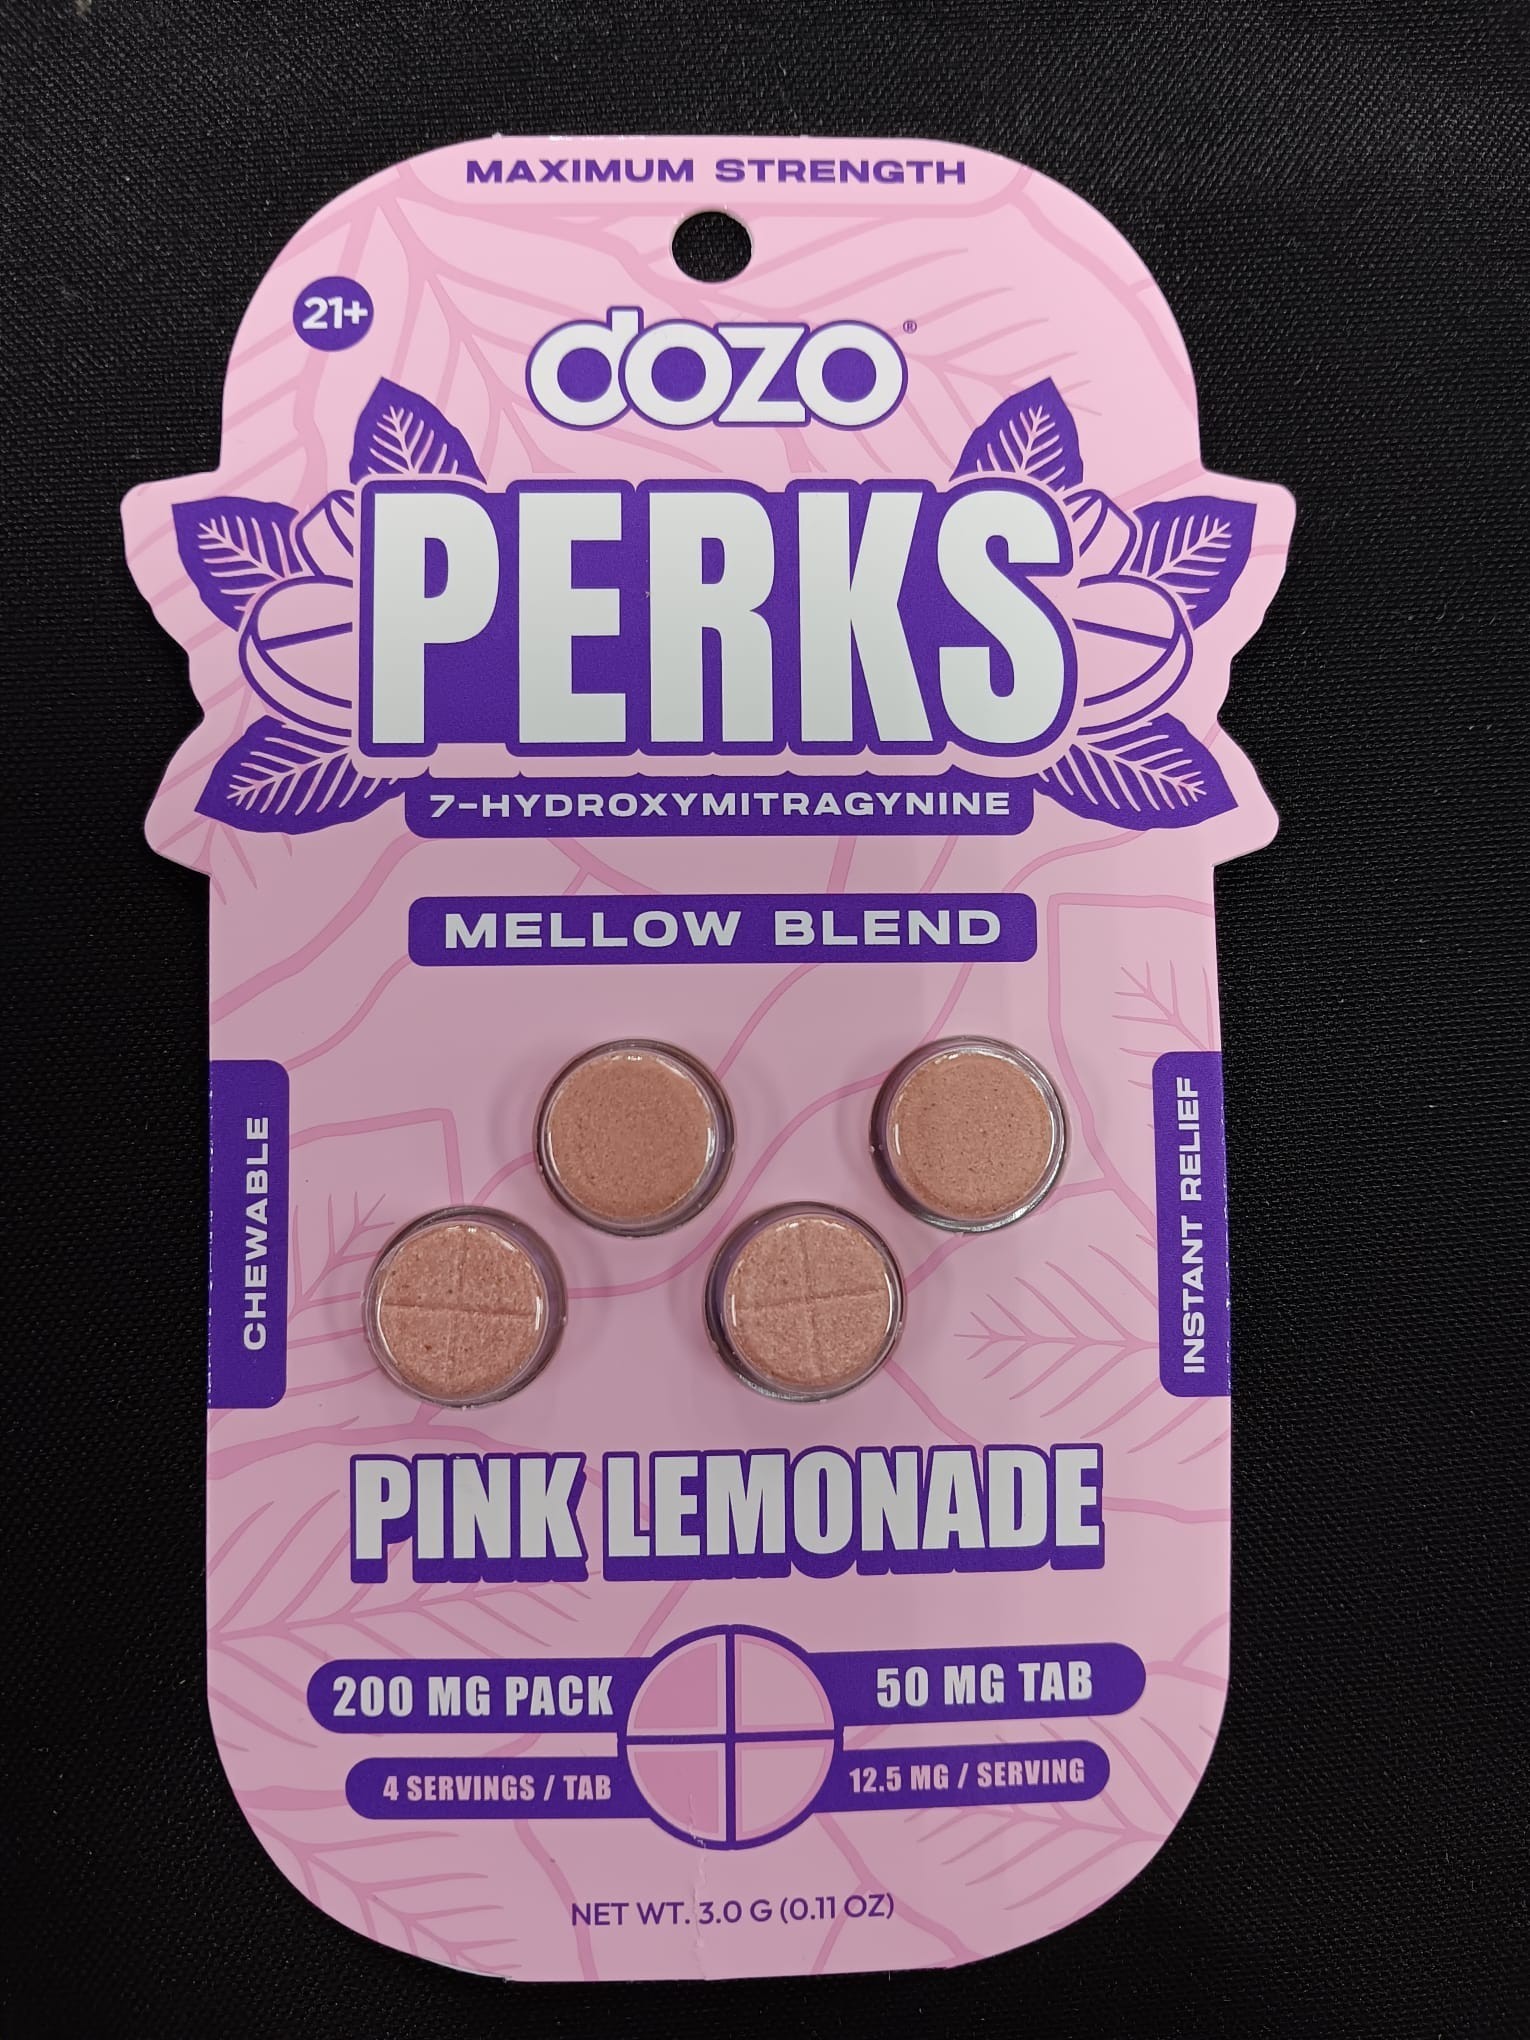 MAXIMUM STRENGTH
21+
dozo®
PERKS
7-HYDROXYMITRAGYNINE
MELLOW BLEND
CHEWABLE
INSTANT RELIEF
PINK LEMONADE
200 MG PACK
50 MG TAB
4 SERVINGS / TAB
12.5 MG / SERVING
NET WT. 3.0 G (0.11 OZ)